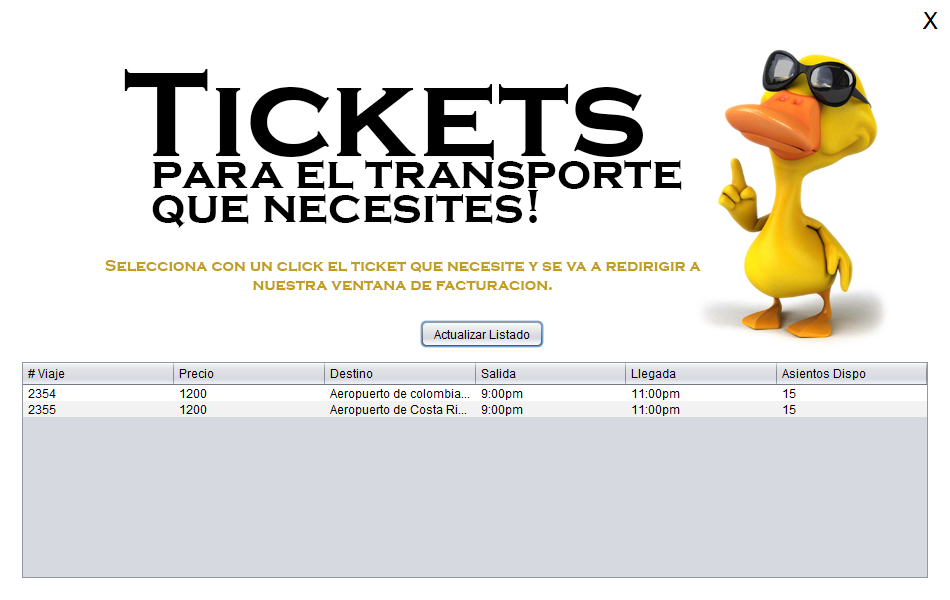 X
TICKETS
PARA EL TRANSPORTE
QUE NECESITES!
SELECCIONA CON UN CLICK EL TICKET QUE NECESITE Y SE VA A REDIRIGIR A
NUESTRA VENTANA DE FACTURACION.
Actualizar Listado
# Viaje Precio Destino Salida Llegada Asientos Dispo
2354 1200 Aeropuerto de colombia... 9:00pm 11:00pm 15
2355 1200 Aeropuerto de Costa Ri... 9:00pm 11:00pm 15